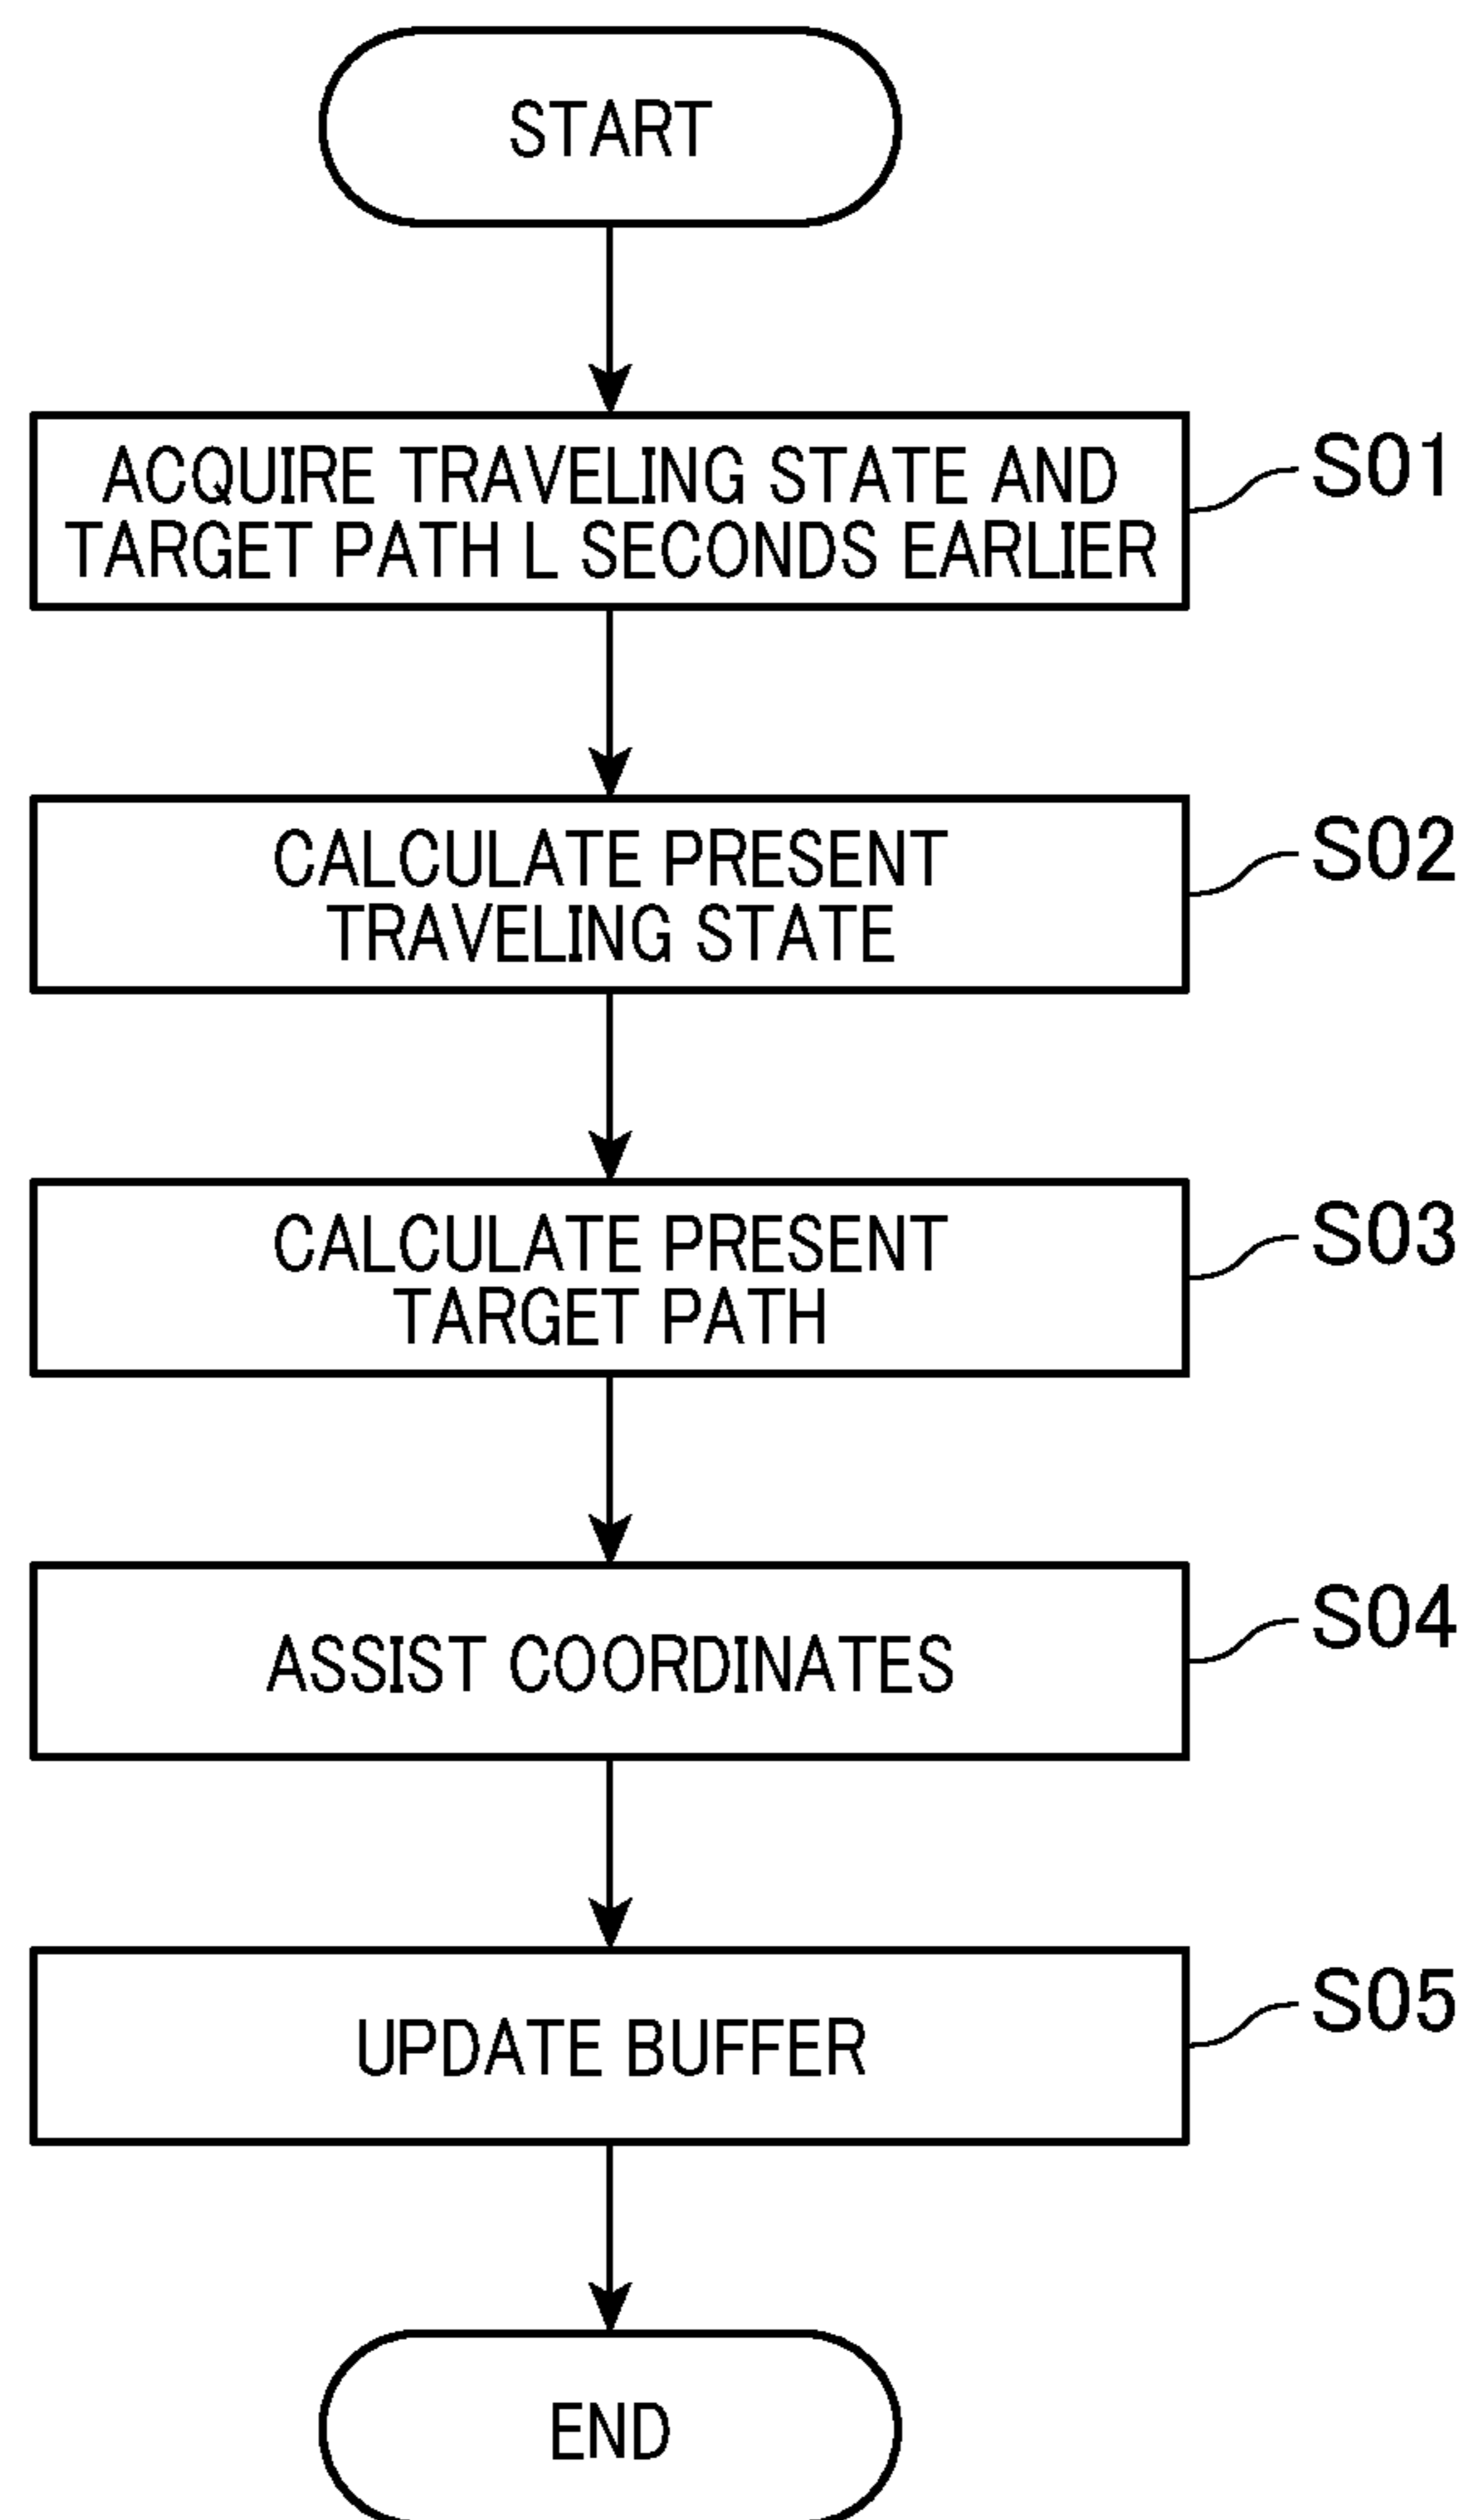 START
ACQUIRE TRAVELING STATE AND
TARGET PATH L SECONDS EARLIER
S01
CALCULATE PRESENT
TRAVELING STATE
S02
CALCULATE PRESENT
TARGET PATH
S03
ASSIST COORDINATES
S04
UPDATE BUFFER
S05
END